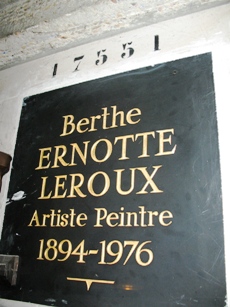 17551
Berthe
ERNOTTE
LEROUX
Artiste Peintre
1894-1976